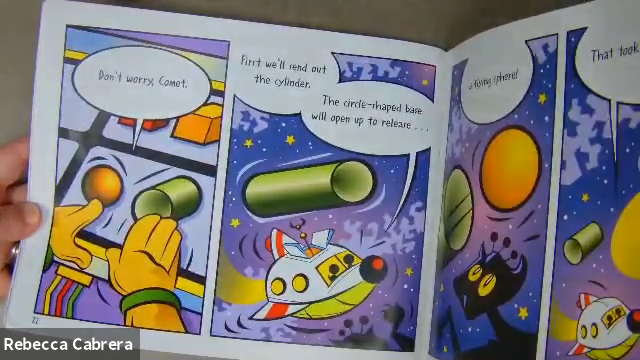 Don't worry, Comet.
First we'll send out
the cylinder.
The circle-shaped base
will open up to release . . .
a flying sphere!
That took
22
Rebecca Cabrera